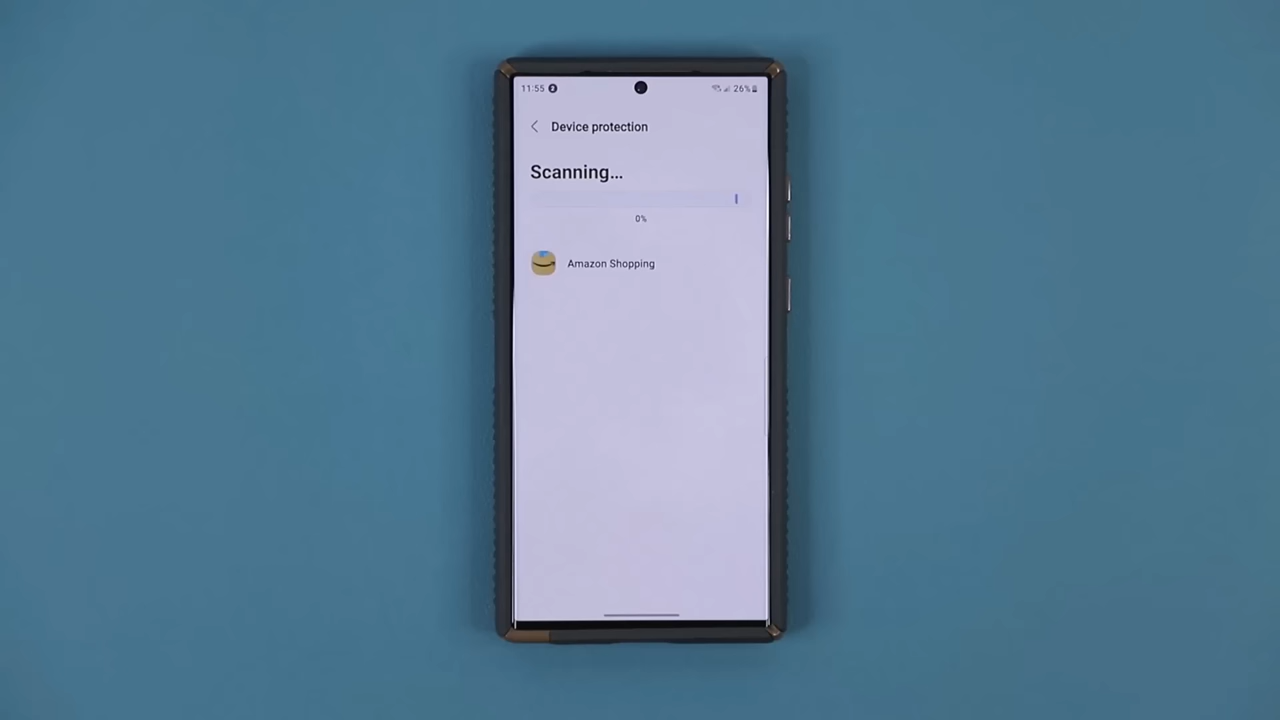 11:55 26%
Device protection
Scanning...
0%
Amazon Shopping